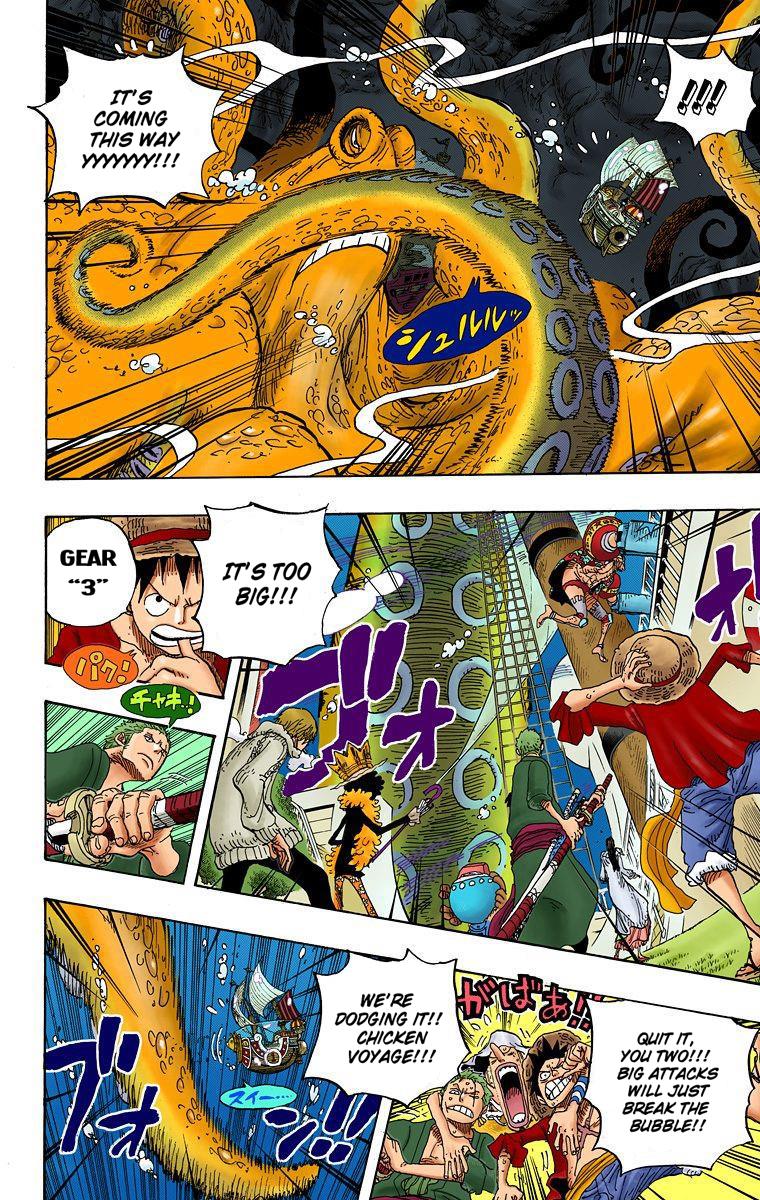 !!!
IT'S
COMING
THIS WAY
YYYYYYY!!!
シュルルルッ
IT'S TOO
BIG!!!
GEAR
"3"
パク!
ブオ
オ
チャキ..!
QUIT IT,
YOU TWO!!!
BIG ATTACKS
WILL JUST
BREAK THE
BUBBLE!!
がばぁ!!
WE'RE
DODGING IT!!
CHICKEN
VOYAGE!!!
スイー....
ブオ
ン!!!